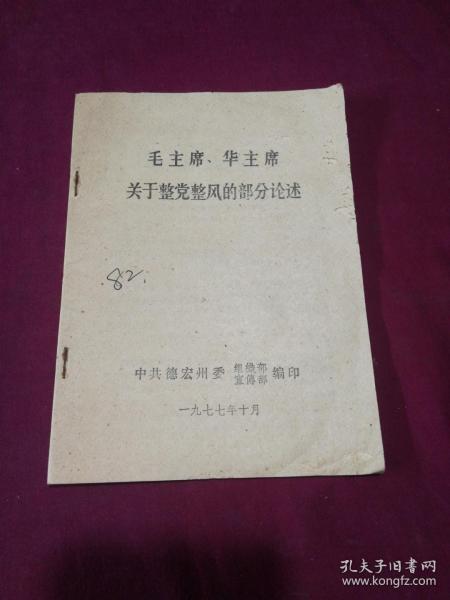 毛主席、华主席
关于整党整风的部分论述
82.
中共德宏州委 组织部 宣传部 编印
一九七七年十月
孔夫子旧书网
www.kongfz.com